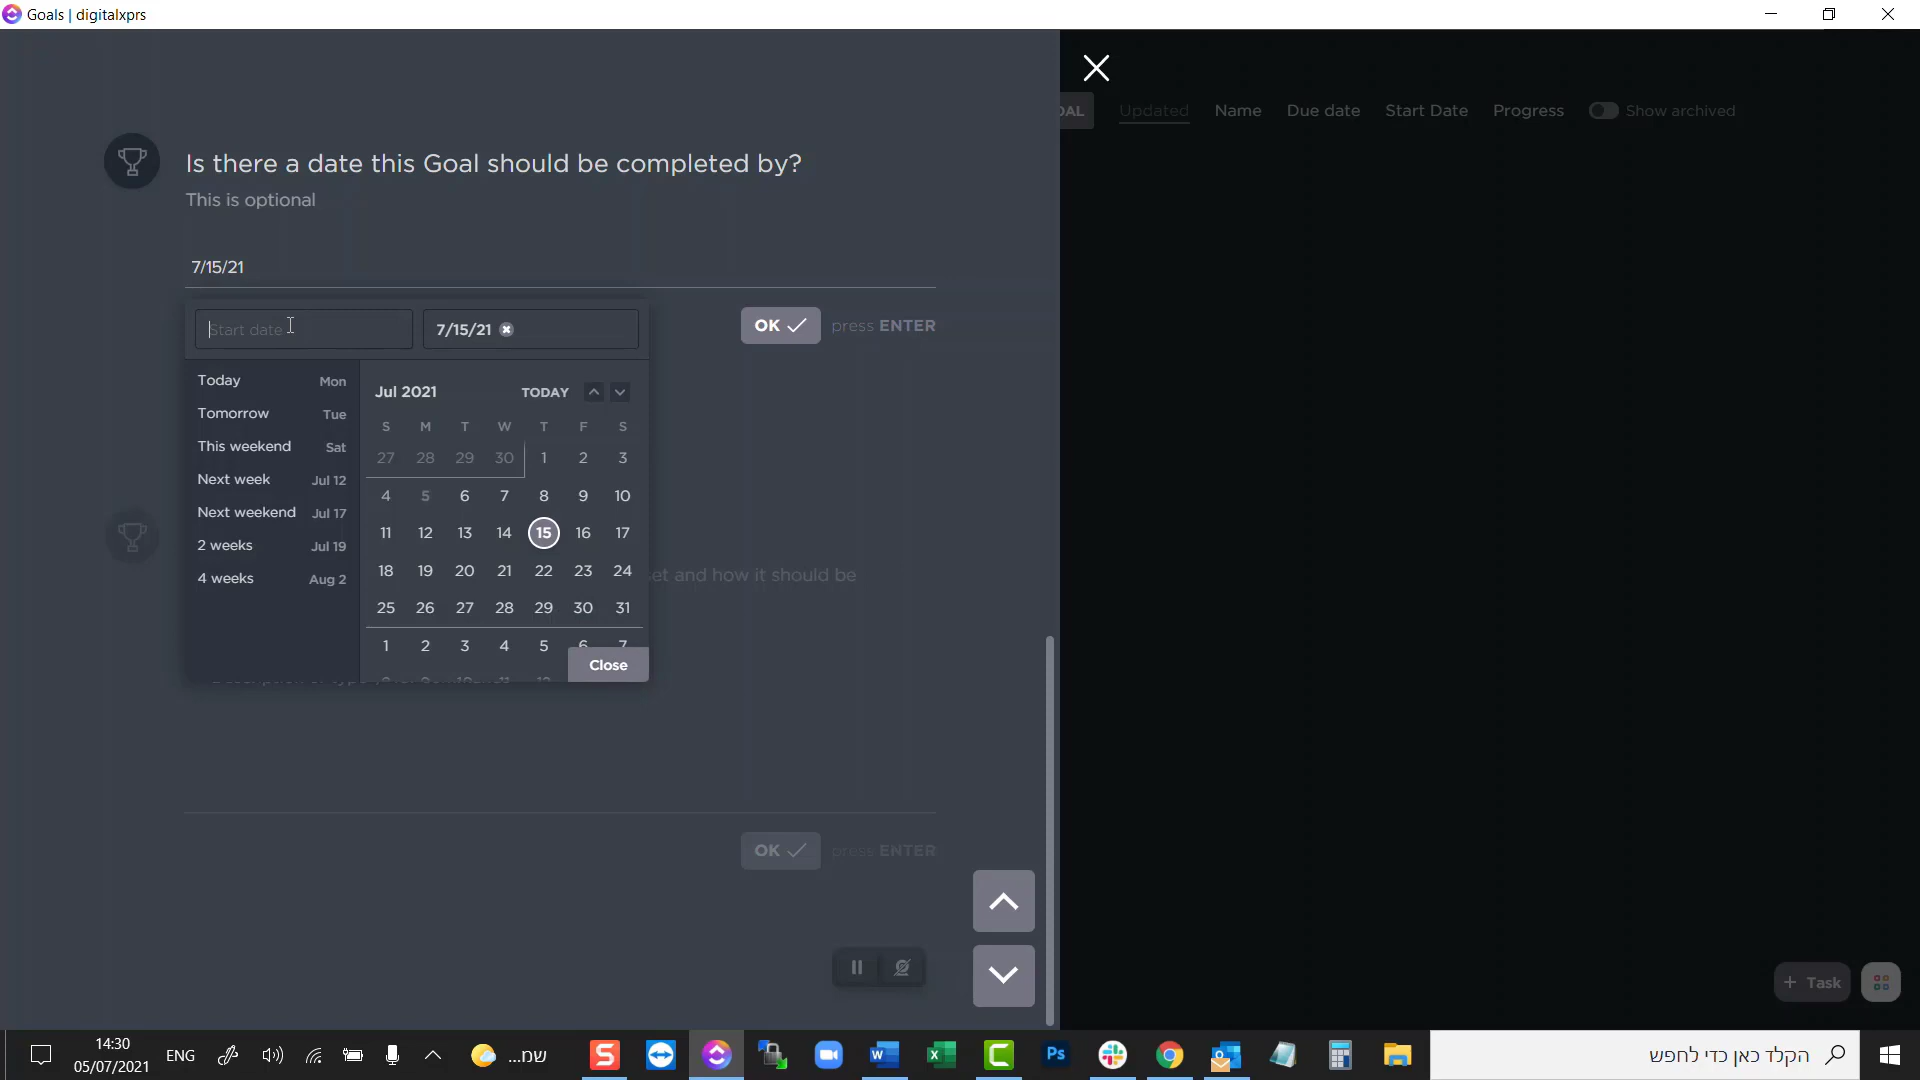 Goals | digitalxprs
OAL Updated Name Due date Start Date Progress Show archived
Is there a date this Goal should be completed by?
This is optional
7/15/21
Start date 7/15/21
OK press ENTER
Today Mon
Tomorrow Tue
This weekend Sat
Next week Jul 12
Next weekend Jul 17
2 weeks Jul 19
4 weeks Aug 2
Jul 2021 TODAY
S M T W T F S
27 28 29 30 1 2 3
4 5 6 7 8 9 10
11 12 13 14 15 16 17
18 19 20 21 22 23 24
25 26 27 28 29 30 31
1 2 3 4 5 6 7
Close
set and how it should be
OK press ENTER
+ Task
14:30
05/07/2021
ENG
שמ...
הקלד כאן כדי לחפש